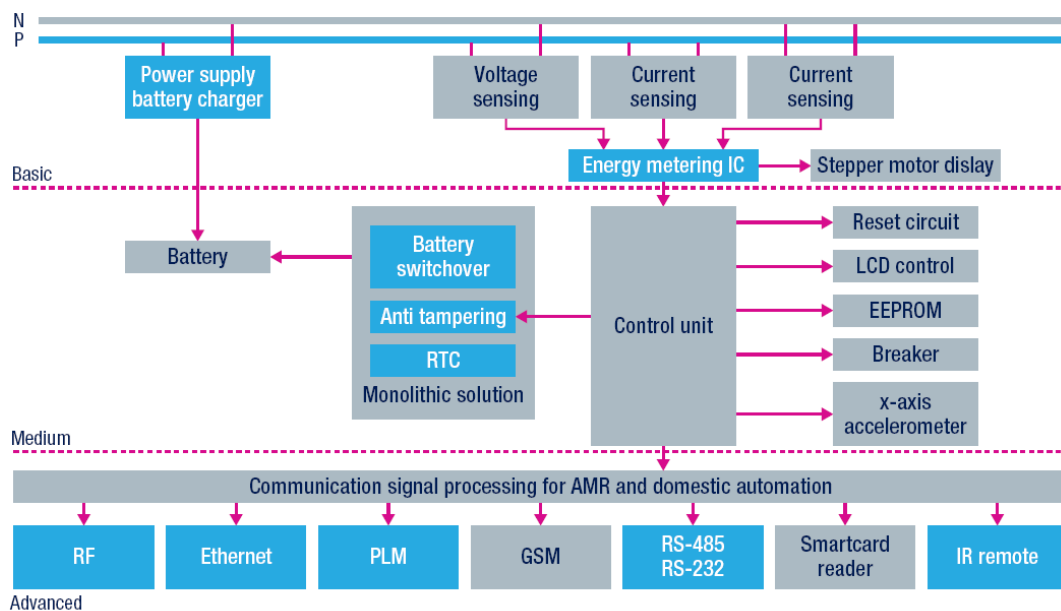 N
P
Power supply
battery charger
Voltage
sensing
Current
sensing
Current
sensing
Energy metering IC
Stepper motor dislay
Basic
Battery
Battery
switchover
Anti tampering
RTC
Monolithic solution
Control unit
Reset circuit
LCD control
EEPROM
Breaker
x-axis
accelerometer
Medium
Communication signal processing for AMR and domestic automation
RF
Ethernet
PLM
GSM
RS-485
RS-232
Smartcard
reader
IR remote
Advanced